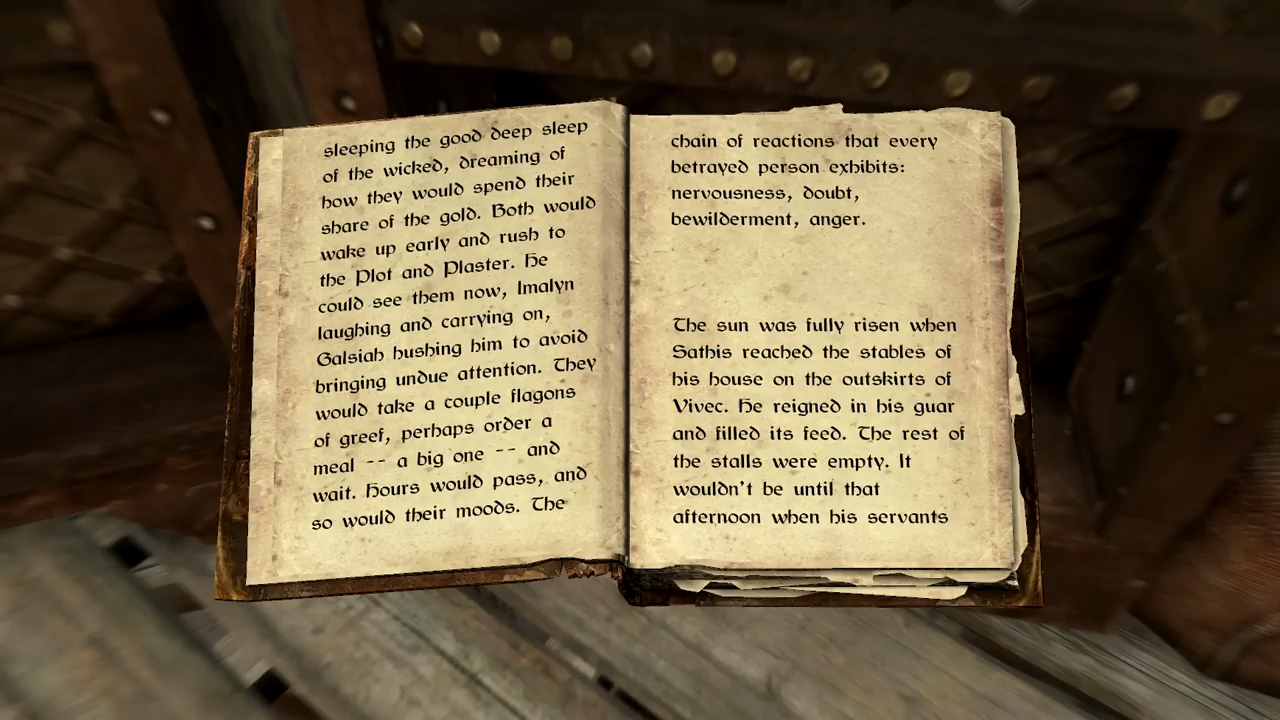 sleeping the good deep sleep
of the wicked, dreaming of
how they would spend their
share of the gold. Both would
wake up early and rush to
the Plot and Plaster. He
could see them now, Imalyn
laughing and carrying on,
Galsiah hushing him to avoid
bringing undue attention. They
would take a couple flagons
of greef, perhaps order a
meal -- a big one -- and
wait. Hours would pass, and
so would their moods. The
chain of reactions that every
betrayed person exhibits:
nervousness, doubt,
bewilderment, anger.
The sun was fully risen when
Sathis reached the stables of
his house on the outskirts of
Vivec. He reigned in his guar
and filled its feed. The rest of
the stalls were empty. It
wouldn't be until that
afternoon when his servants